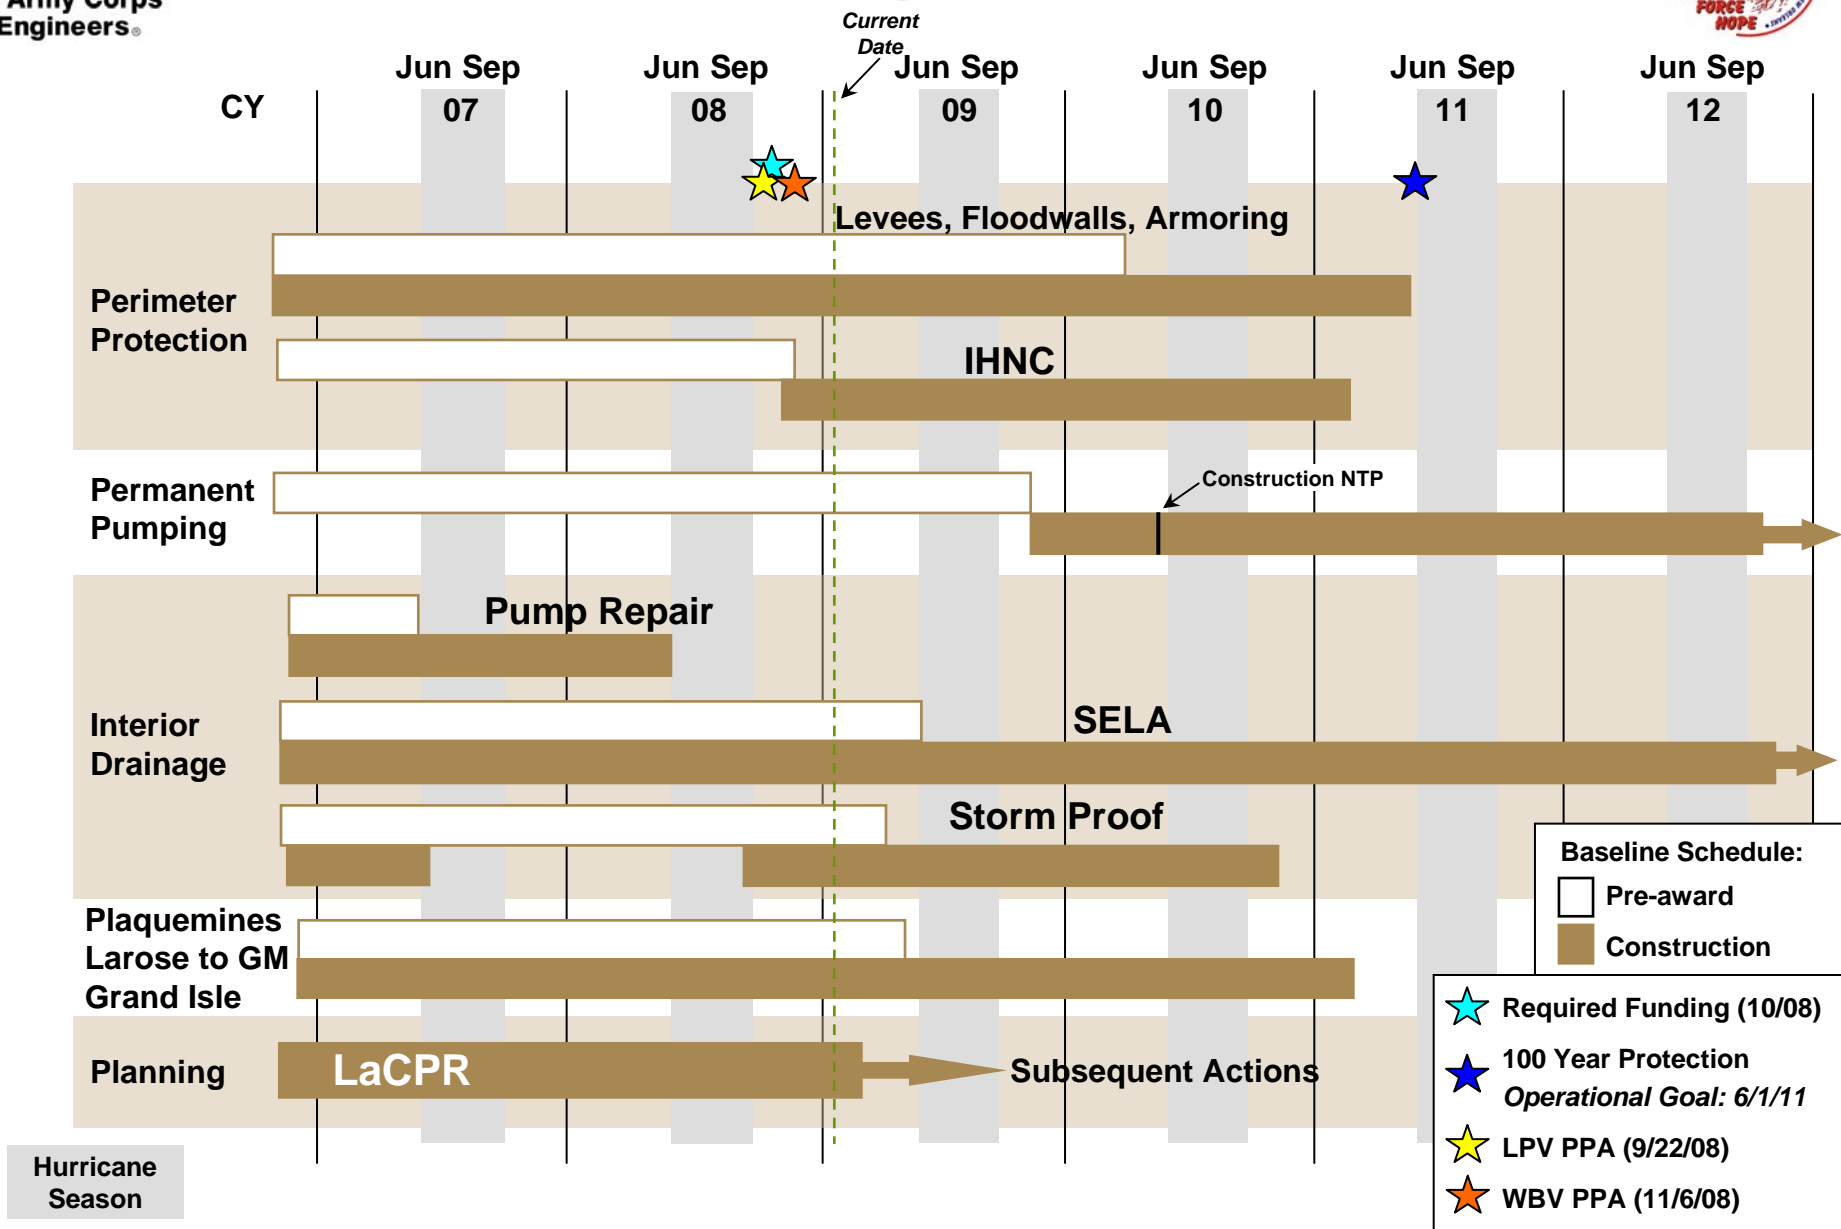 Army Corps
Engineers®
FORCE
HOPE
Current
Date
Jun Sep Jun Sep Jun Sep Jun Sep Jun Sep Jun Sep
CY 07 08 09 10 11 12
Levees, Floodwalls, Armoring
Perimeter
Protection
IHNC
Permanent
Pumping
Construction NTP
Pump Repair
Interior
Drainage
SELA
Storm Proof
Baseline Schedule:
Pre-award
Construction
Plaquemines
Larose to GM
Grand Isle
Required Funding (10/08)
100 Year Protection
Operational Goal: 6/1/11
LPV PPA (9/22/08)
WBV PPA (11/6/08)
Planning
LaCPR
Subsequent Actions
Hurricane
Season